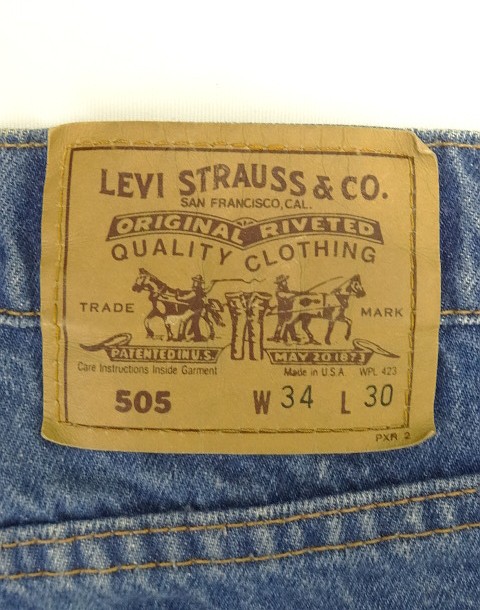 LEVI STRAUSS & CO.
SAN FRANCISCO, CAL.
ORIGINAL RIVETED
QUALITY CLOTHING
TRADE MARK
PATENTED IN U.S. MAY 20 1873
Care Instructions Inside Garment Made in U.S.A. WPL 423
505 W 34 L 30
PXR 2